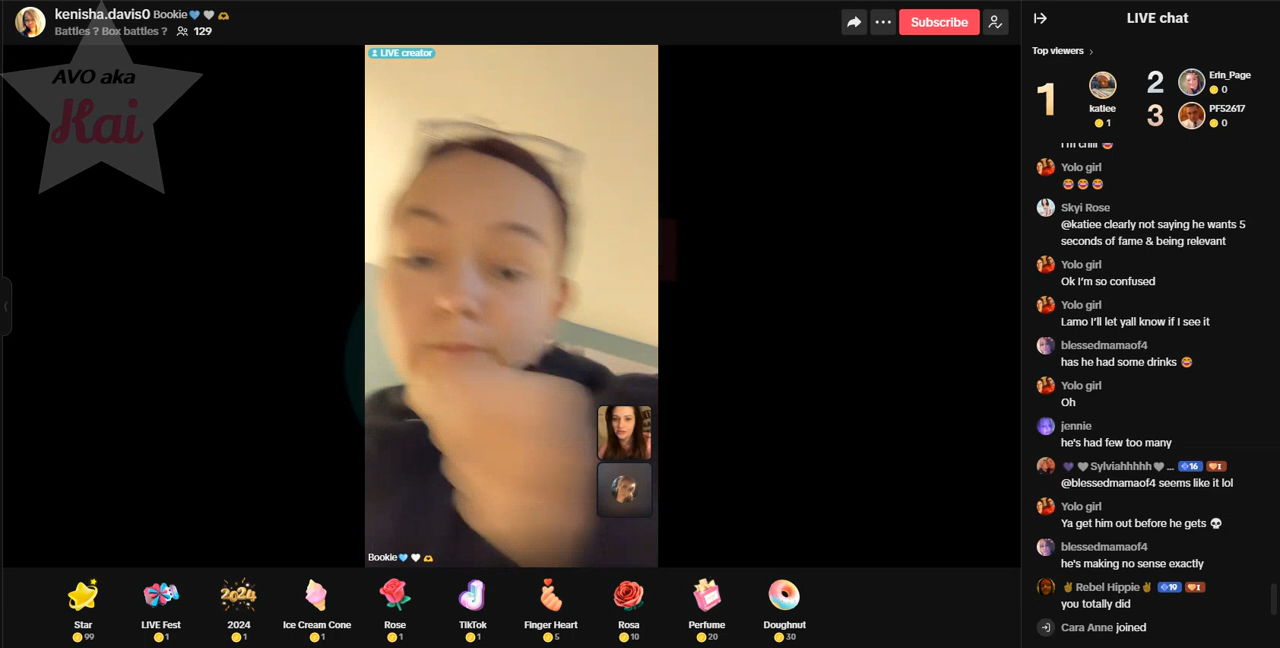 kenisha.davis0 Bookie💙🤍🫶
Battles ? Box battles ? 129
Subscribe
LIVE chat
AVO aka
Kai
LIVE creator
Top viewers
1
katiee
1
2
Erin_Page
0
3
PF52617
0
I'm chill 😂
Yolo girl
😂😂😂
Skyi Rose
@katiee clearly not saying he wants 5
seconds of fame & being relevant
Yolo girl
Ok I'm so confused
Yolo girl
Lamo I'll let yall know if I see it
blessedmamaof4
has he had some drinks 😂
Yolo girl
Oh
jennie
he's had few too many
💜🩶Sylviahhhhh🩶... 16 I
@blessedmamaof4 seems like it lol
Yolo girl
Ya get him out before he gets 💀
blessedmamaof4
he's making no sense exactly
✌Rebel Hippie✌ 19 I
you totally did
Cara Anne joined
Bookie💙🤍🫶
Star
99
LIVE Fest
1
2024
2024
1
Ice Cream Cone
1
Rose
1
TikTok
1
Finger Heart
5
Rosa
10
Perfume
20
Doughnut
30